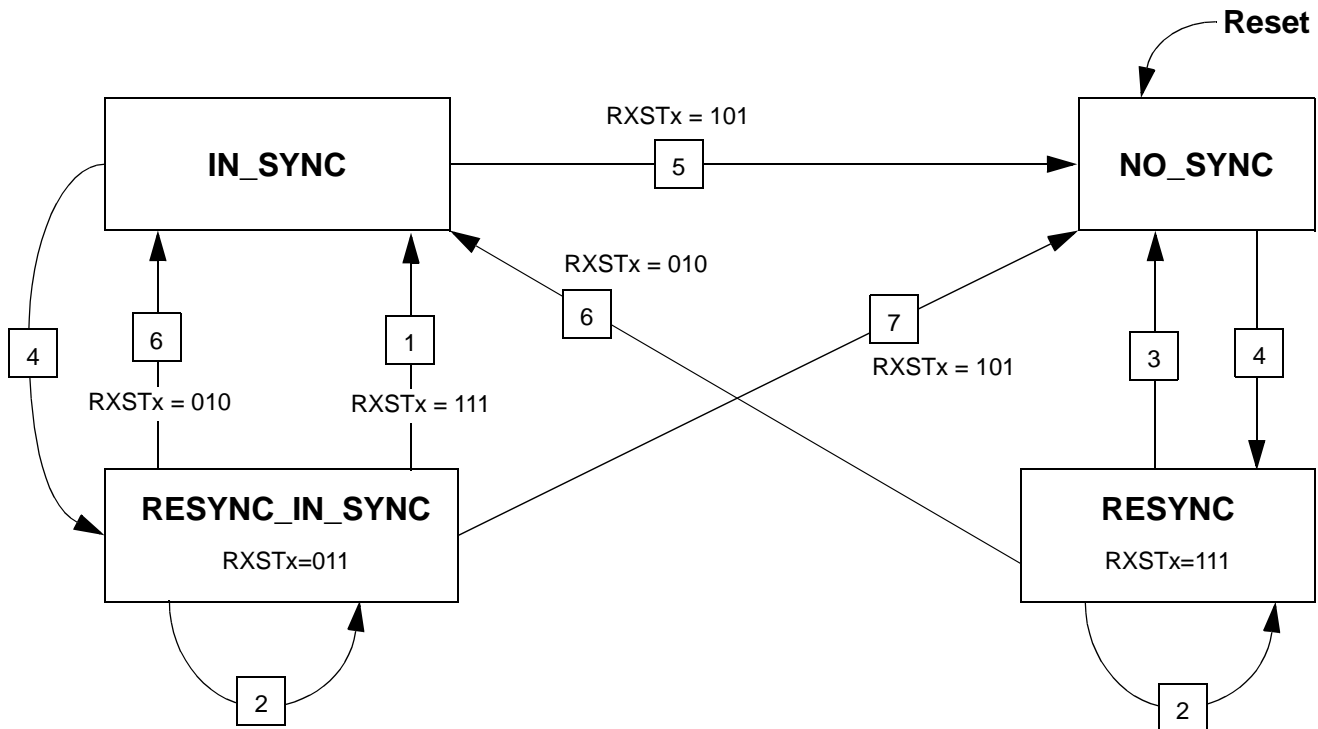 Reset
RXSTx = 101
IN_SYNC
5
NO_SYNC
RXSTx = 010
6
7
4
6
1
3
4
RXSTx = 101
RXSTx = 010
RXSTx = 111
RESYNC_IN_SYNC
RXSTx=011
RESYNC
RXSTx=111
2
2